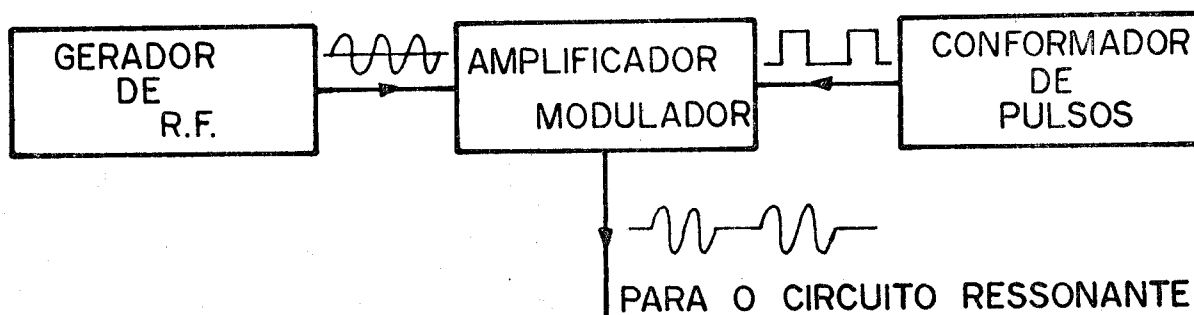 GERADOR
DE
R.F.
AMPLIFICADOR
MODULADOR
CONFORMADOR
DE
PULSOS
PARA O CIRCUITO RESSONANTE